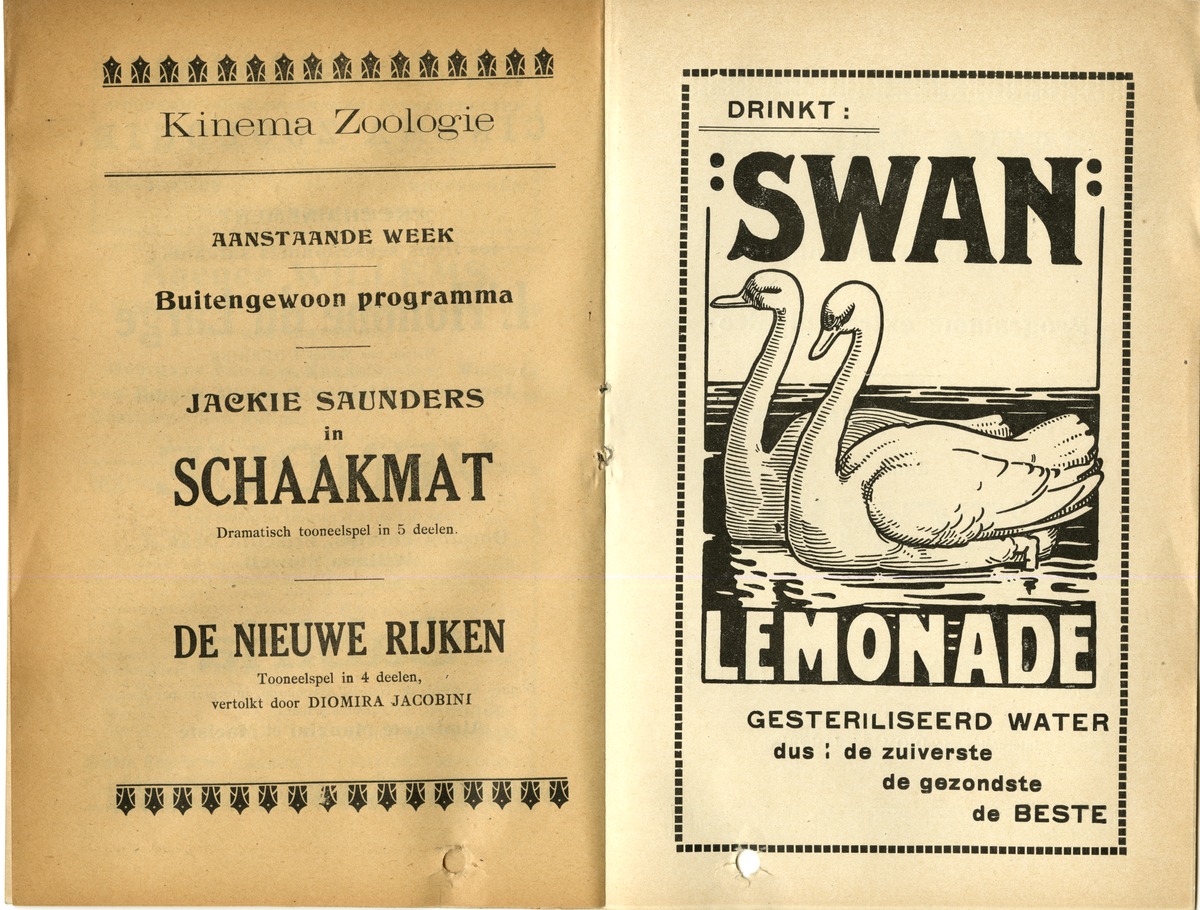 Kinema Zoologie
AANSTAANDE WEEK
Buitengewoon programma
JACKIE SAUNDERS
in
SCHAAKMAT
Dramatisch tooneelspel in 5 deelen.
DE NIEUWE RIJKEN
Tooneelspel in 4 deelen,
vertolkt door DIOMIRA JACOBINI
DRINKT :
:SWAN:
LEMONADE
GESTERILISEERD WATER
dus : de zuiverste
de gezondste
de BESTE